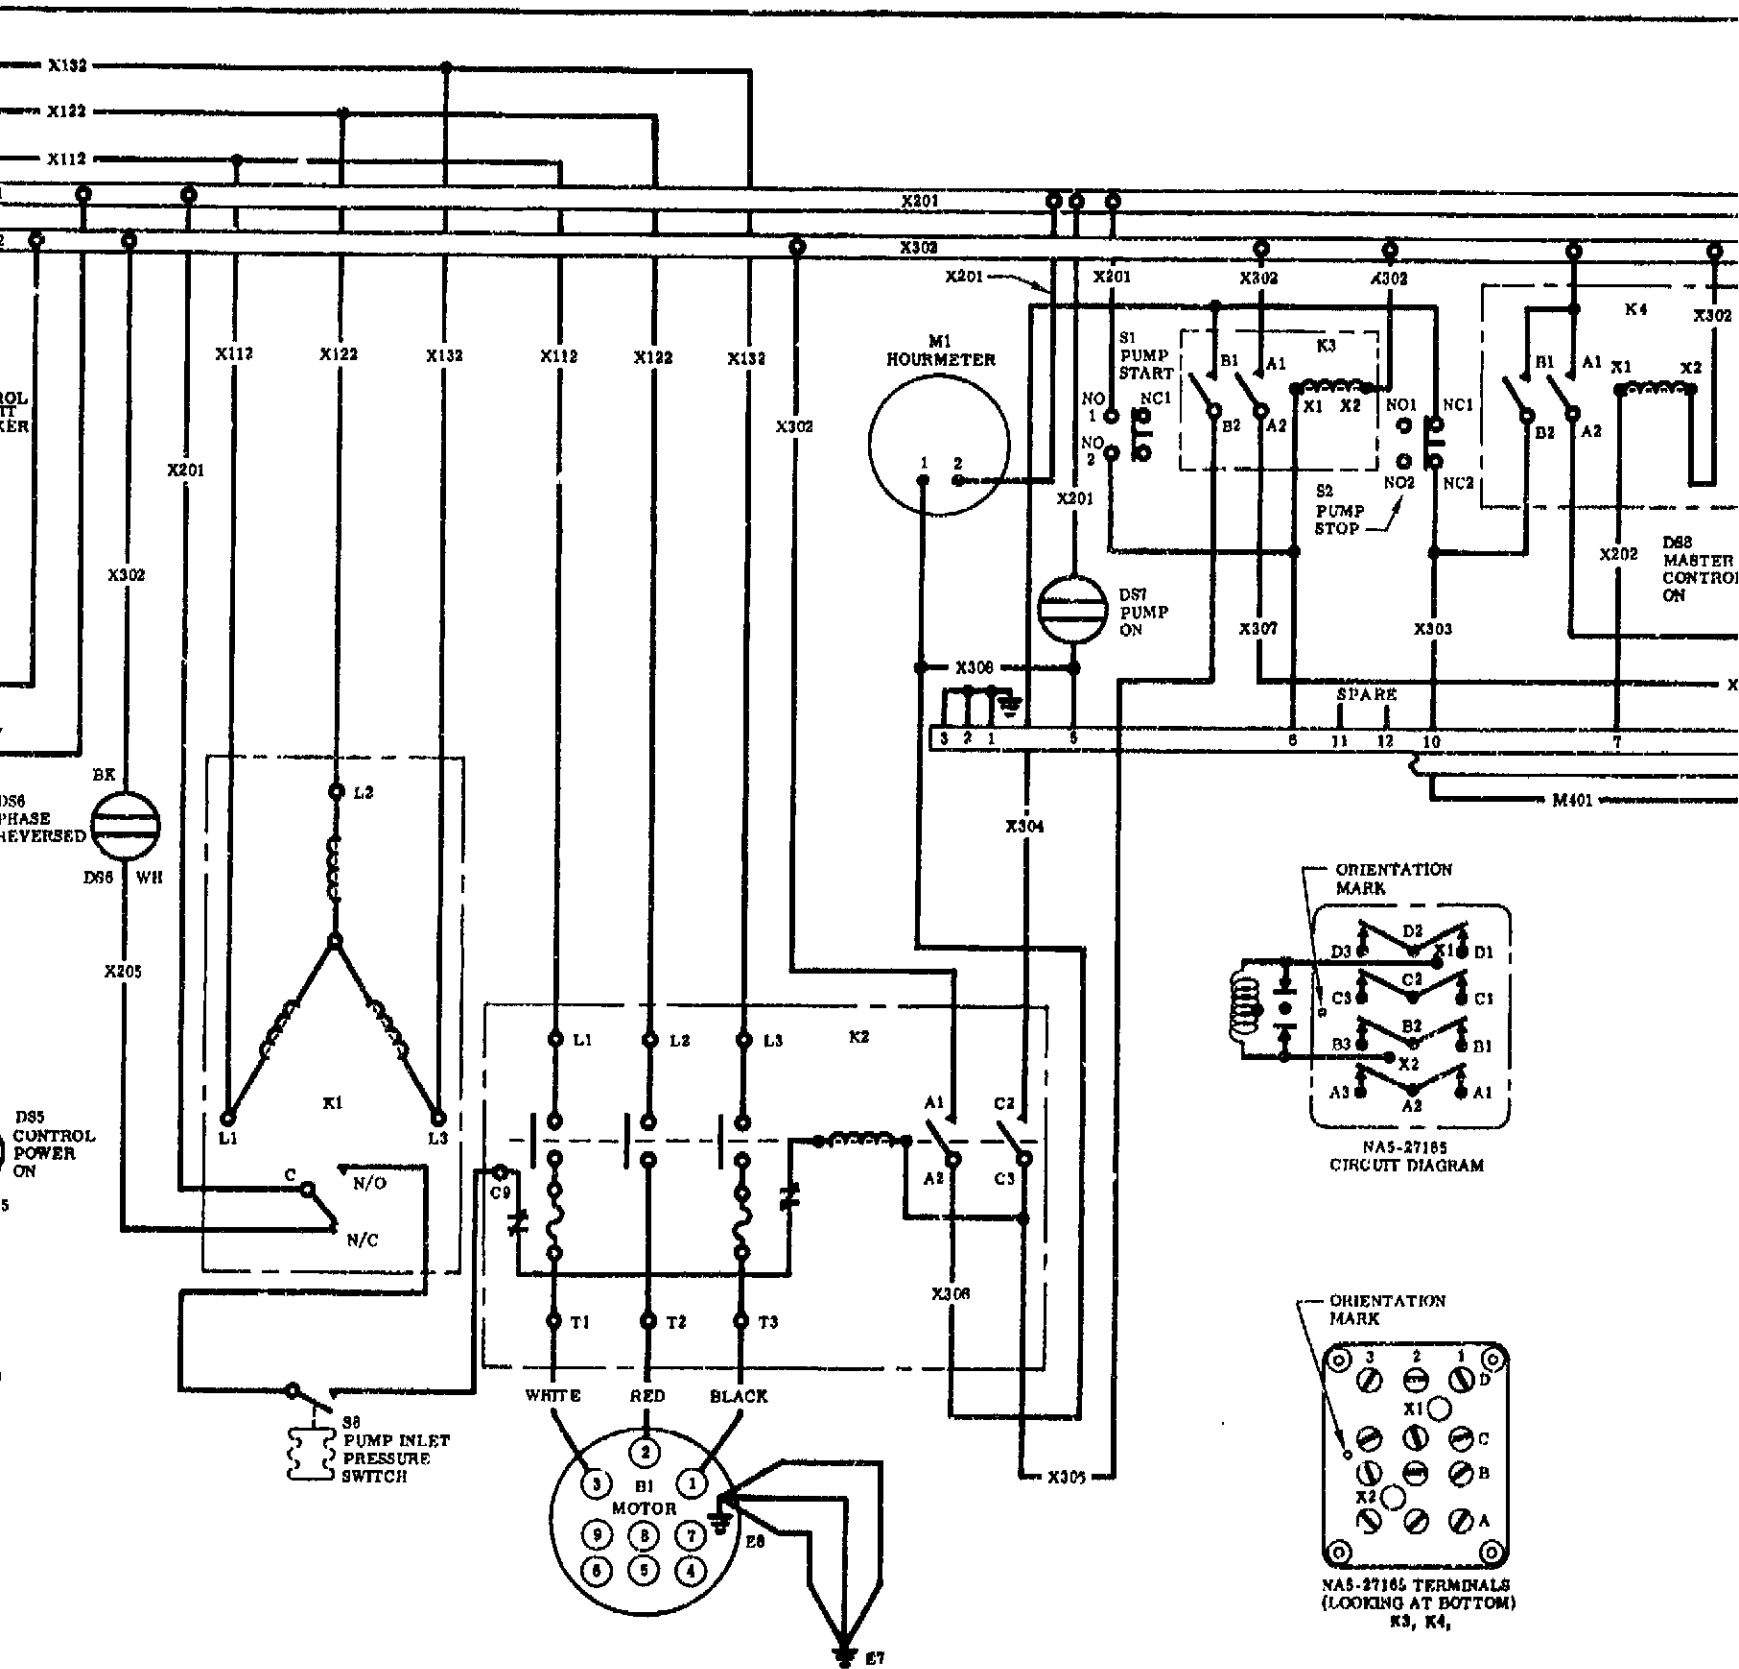 X132
X122
X112
X201
X302
X201
X201
X302
X302
K4
X302
M1
HOURMETER
S1
PUMP
START
K3
X112
X122
X132
X112
X122
X132
B1
A1
X1
X2
B1
A1
X1
X2
NO
1
NC1
NO1
NC1
X302
B2
A2
B2
A2
NO
2
X201
1
2
NO2
NC2
X201
S2
PUMP
STOP
X202
DS8
MASTER
ON
X302
DS7
PUMP
ON
X307
X303
X308
SPARE
3
2
1
5
6
11
12
10
7
BK
L2
M401
PHASE
X304
DS6
WH
ORIENTATION
MARK
X205
D3
D2
X1
D1
C3
C2
C1
B3
B2
B1
X2
A3
A2
A1
NA5-27165
CIRCUIT DIAGRAM
L1
L2
L3
K2
K1
A1
C2
L1
L3
DS5
CONTROL
POWER
ON
C
N/O
C9
A2
C3
N/C
X306
ORIENTATION
MARK
T1
T2
T3
WHITE
RED
BLACK
PUMP INLET
PRESSURE
SWITCH
3
2
1
D
X1
C
B
X2
A
2
3
B1
1
MOTOR
9
8
7
6
5
4
X305
E7
NA5-27165 TERMINALS
(LOOKING AT BOTTOM)
K3, K4,